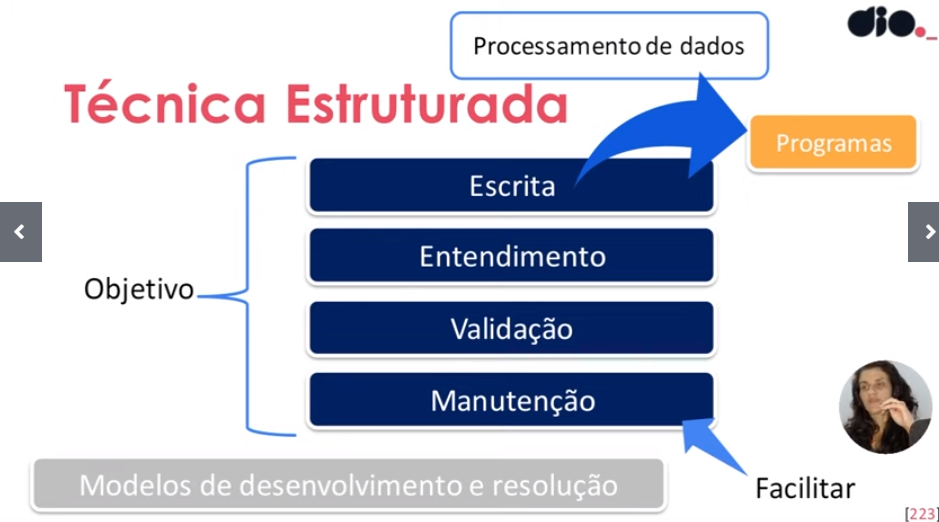 dio._
Processamento de dados
Técnica Estruturada
Programas
Escrita
Entendimento
Objetivo
Validação
Manutenção
Modelos de desenvolvimento e resolução
Facilitar
[223]